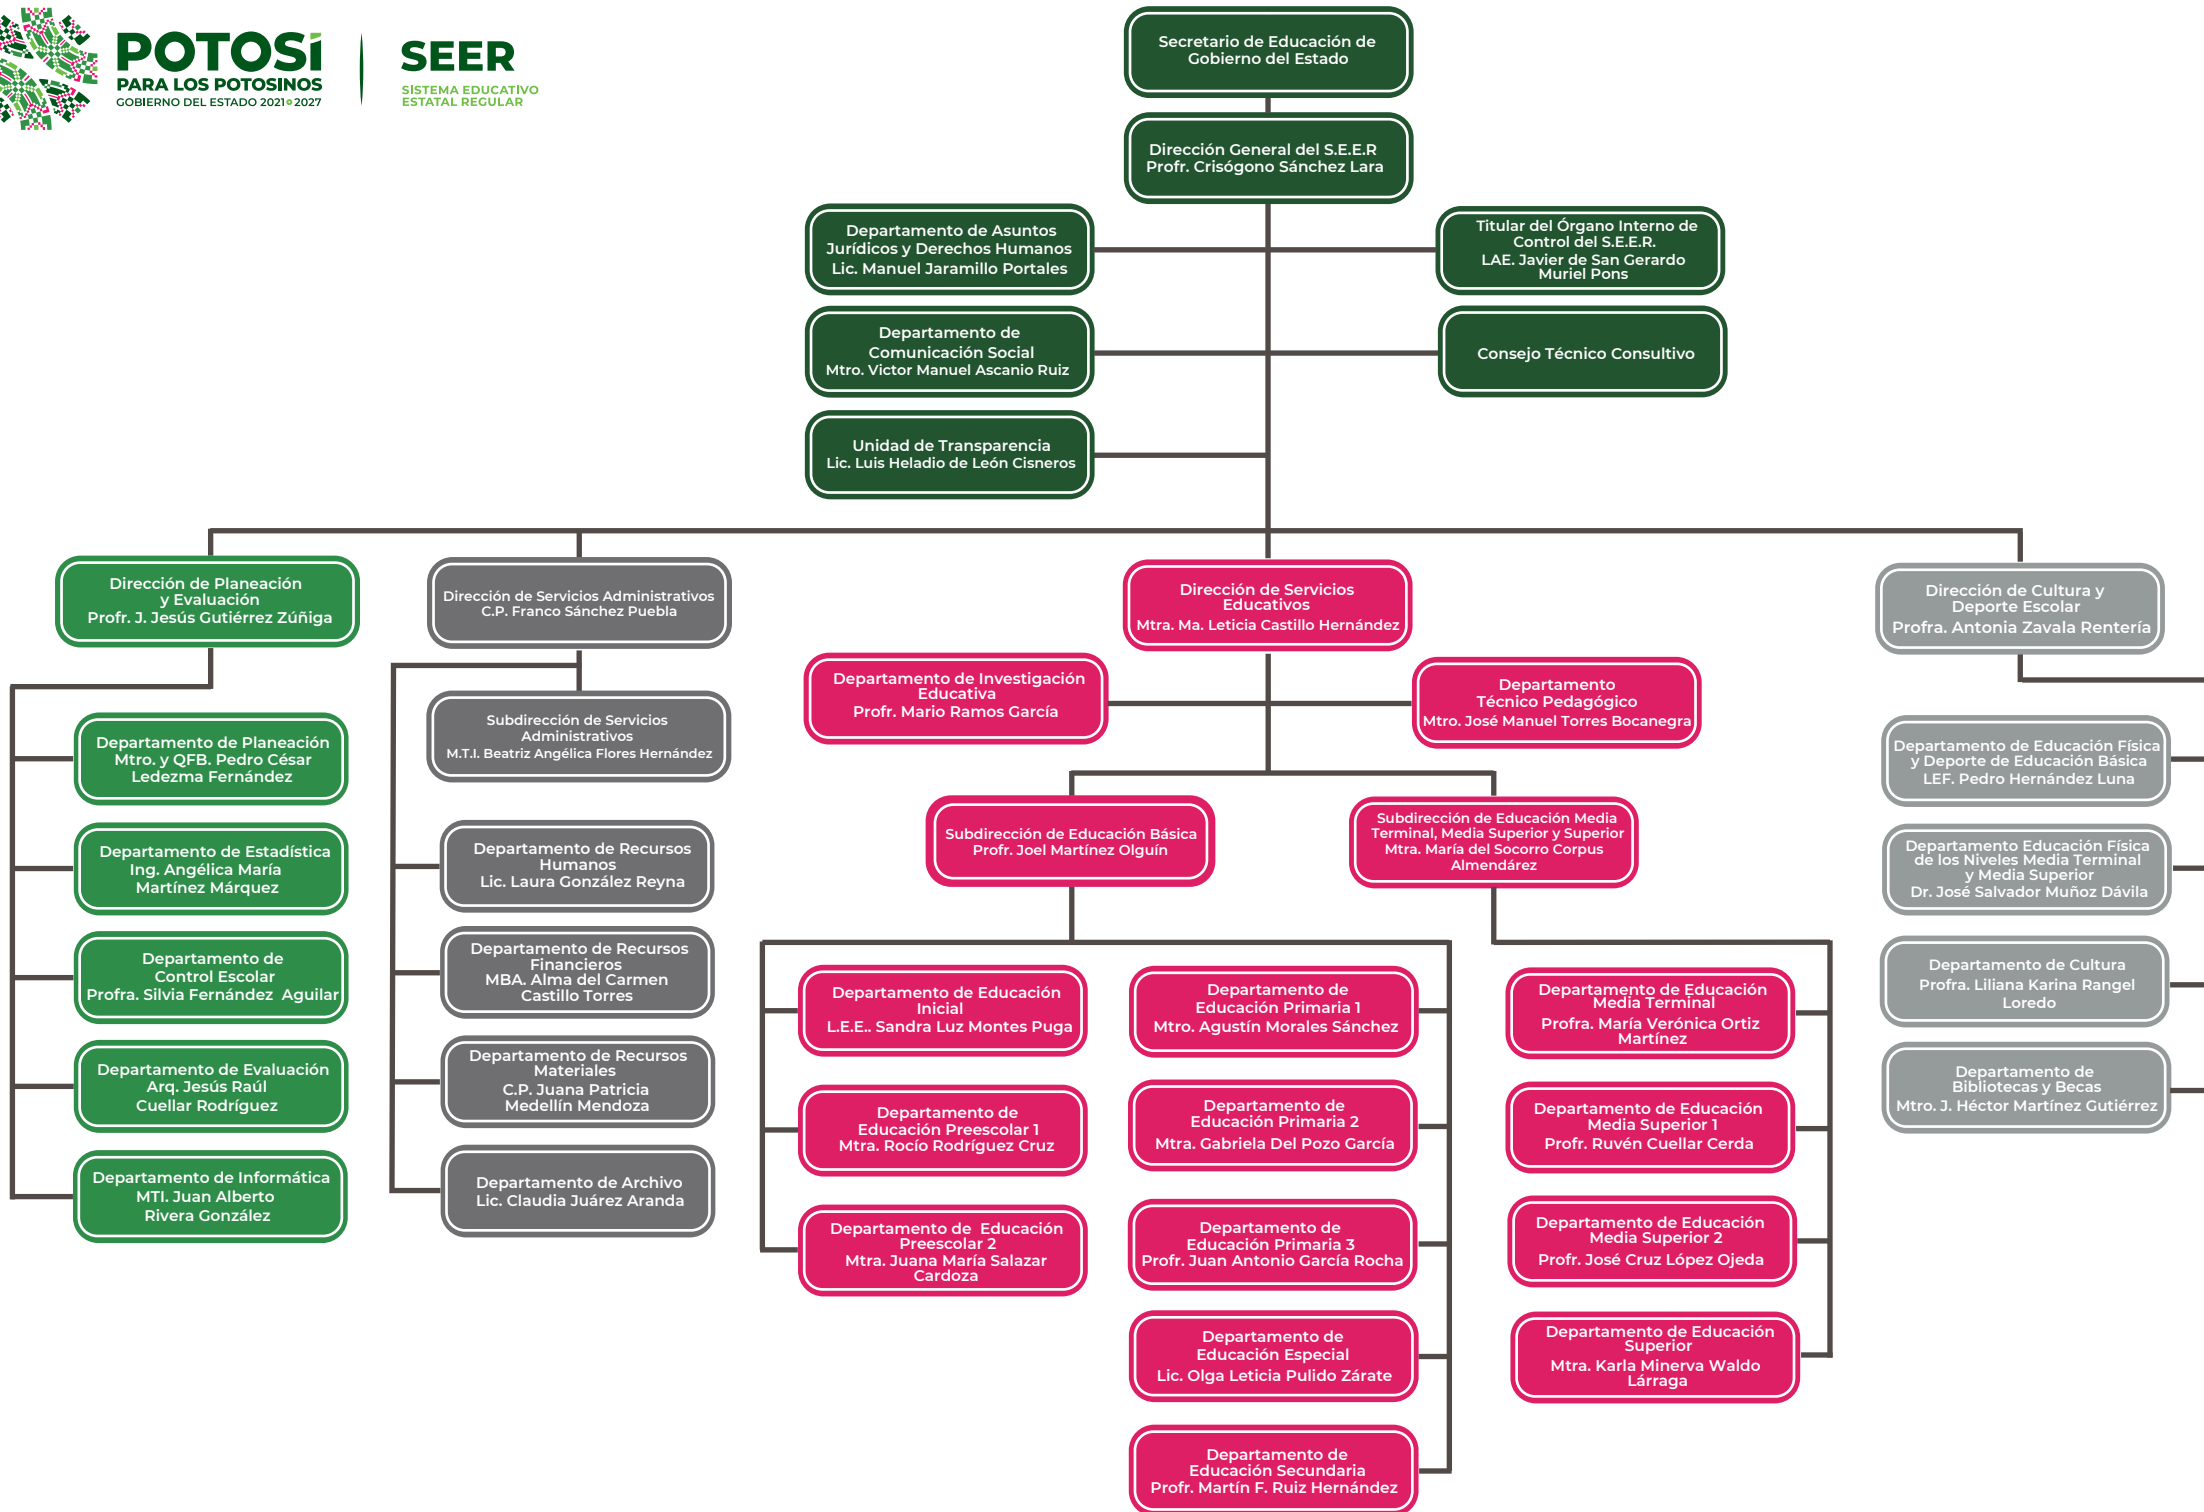 POTOSÍ
PARA LOS POTOSINOS
GOBIERNO DEL ESTADO 2021 2027
SEER
SISTEMA EDUCATIVO
ESTATAL REGULAR
Secretario de Educación de
Gobierno del Estado
Dirección General del S.E.E.R
Profr. Crisógono Sánchez Lara
Departamento de Asuntos
Jurídicos y Derechos Humanos
Lic. Manuel Jaramillo Portales
Titular del Órgano Interno de
Control del S.E.E.R.
LAE. Javier de San Gerardo
Muriel Pons
Departamento de
Comunicación Social
Mtro. Victor Manuel Ascanio Ruiz
Consejo Técnico Consultivo
Unidad de Transparencia
Lic. Luis Heladio de León Cisneros
Dirección de Planeación
y Evaluación
Profr. J. Jesús Gutiérrez Zúñiga
Departamento de Planeación
Mtro. y QFB. Pedro César
Ledezma Fernández
Departamento de Estadística
Ing. Angélica María
Martínez Márquez
Departamento de
Control Escolar
Profra. Silvia Fernández Aguilar
Departamento de Evaluación
Arq. Jesús Raúl
Cuellar Rodríguez
Departamento de Informática
MTI. Juan Alberto
Rivera González
Dirección de Servicios Administrativos
C.P. Franco Sánchez Puebla
Subdirección de Servicios
Administrativos
M.T.I. Beatriz Angélica Flores Hernández
Departamento de Recursos
Humanos
Lic. Laura González Reyna
Departamento de Recursos
Financieros
MBA. Alma del Carmen
Castillo Torres
Departamento de Recursos
Materiales
C.P. Juana Patricia
Medellín Mendoza
Departamento de Archivo
Lic. Claudia Juárez Aranda
Dirección de Servicios
Educativos
Mtra. Ma. Leticia Castillo Hernández
Departamento de Investigación
Educativa
Profr. Mario Ramos García
Departamento
Técnico Pedagógico
Mtro. José Manuel Torres Bocanegra
Subdirección de Educación Básica
Profr. Joel Martínez Olguín
Subdirección de Educación Media
Terminal, Media Superior y Superior
Mtra. María del Socorro Corpus
Almendárez
Departamento de Educación
Inicial
L.E.E.. Sandra Luz Montes Puga
Departamento de
Educación Preescolar 1
Mtra. Rocío Rodríguez Cruz
Departamento de Educación
Preescolar 2
Mtra. Juana María Salazar
Cardoza
Departamento de
Educación Primaria 1
Mtro. Agustín Morales Sánchez
Departamento de
Educación Primaria 2
Mtra. Gabriela Del Pozo García
Departamento de
Educación Primaria 3
Profr. Juan Antonio García Rocha
Departamento de
Educación Especial
Lic. Olga Leticia Pulido Zárate
Departamento de
Educación Secundaria
Profr. Martín F. Ruiz Hernández
Departamento de Educación
Media Terminal
Profra. María Verónica Ortiz
Martínez
Departamento de Educación
Media Superior 1
Profr. Ruvén Cuellar Cerda
Departamento de Educación
Media Superior 2
Profr. José Cruz López Ojeda
Departamento de Educación
Superior
Mtra. Karla Minerva Waldo
Lárraga
Dirección de Cultura y
Deporte Escolar
Profra. Antonia Zavala Rentería
Departamento de Educación Física
y Deporte de Educación Básica
LEF. Pedro Hernández Luna
Departamento Educación Física
de los Niveles Media Terminal
y Media Superior
Dr. José Salvador Muñoz Dávila
Departamento de Cultura
Profra. Liliana Karina Rangel
Loredo
Departamento de
Bibliotecas y Becas
Mtro. J. Héctor Martínez Gutiérrez